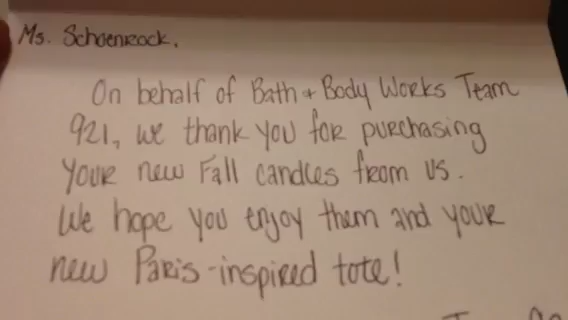 Ms. Schoenrock,
On behalf of Bath & Body Works Team
921, we thank you for purchasing
your new Fall candles from us.
We hope you enjoy them and your
new Paris-inspired tote!